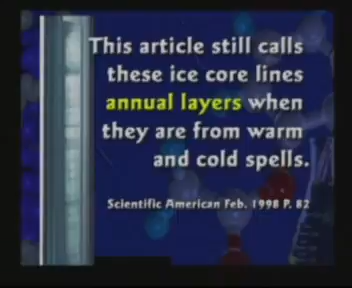 This article still calls
these ice core lines
annual layers when
they are from warm
and cold spells.
Scientific American Feb. 1998 P. 82